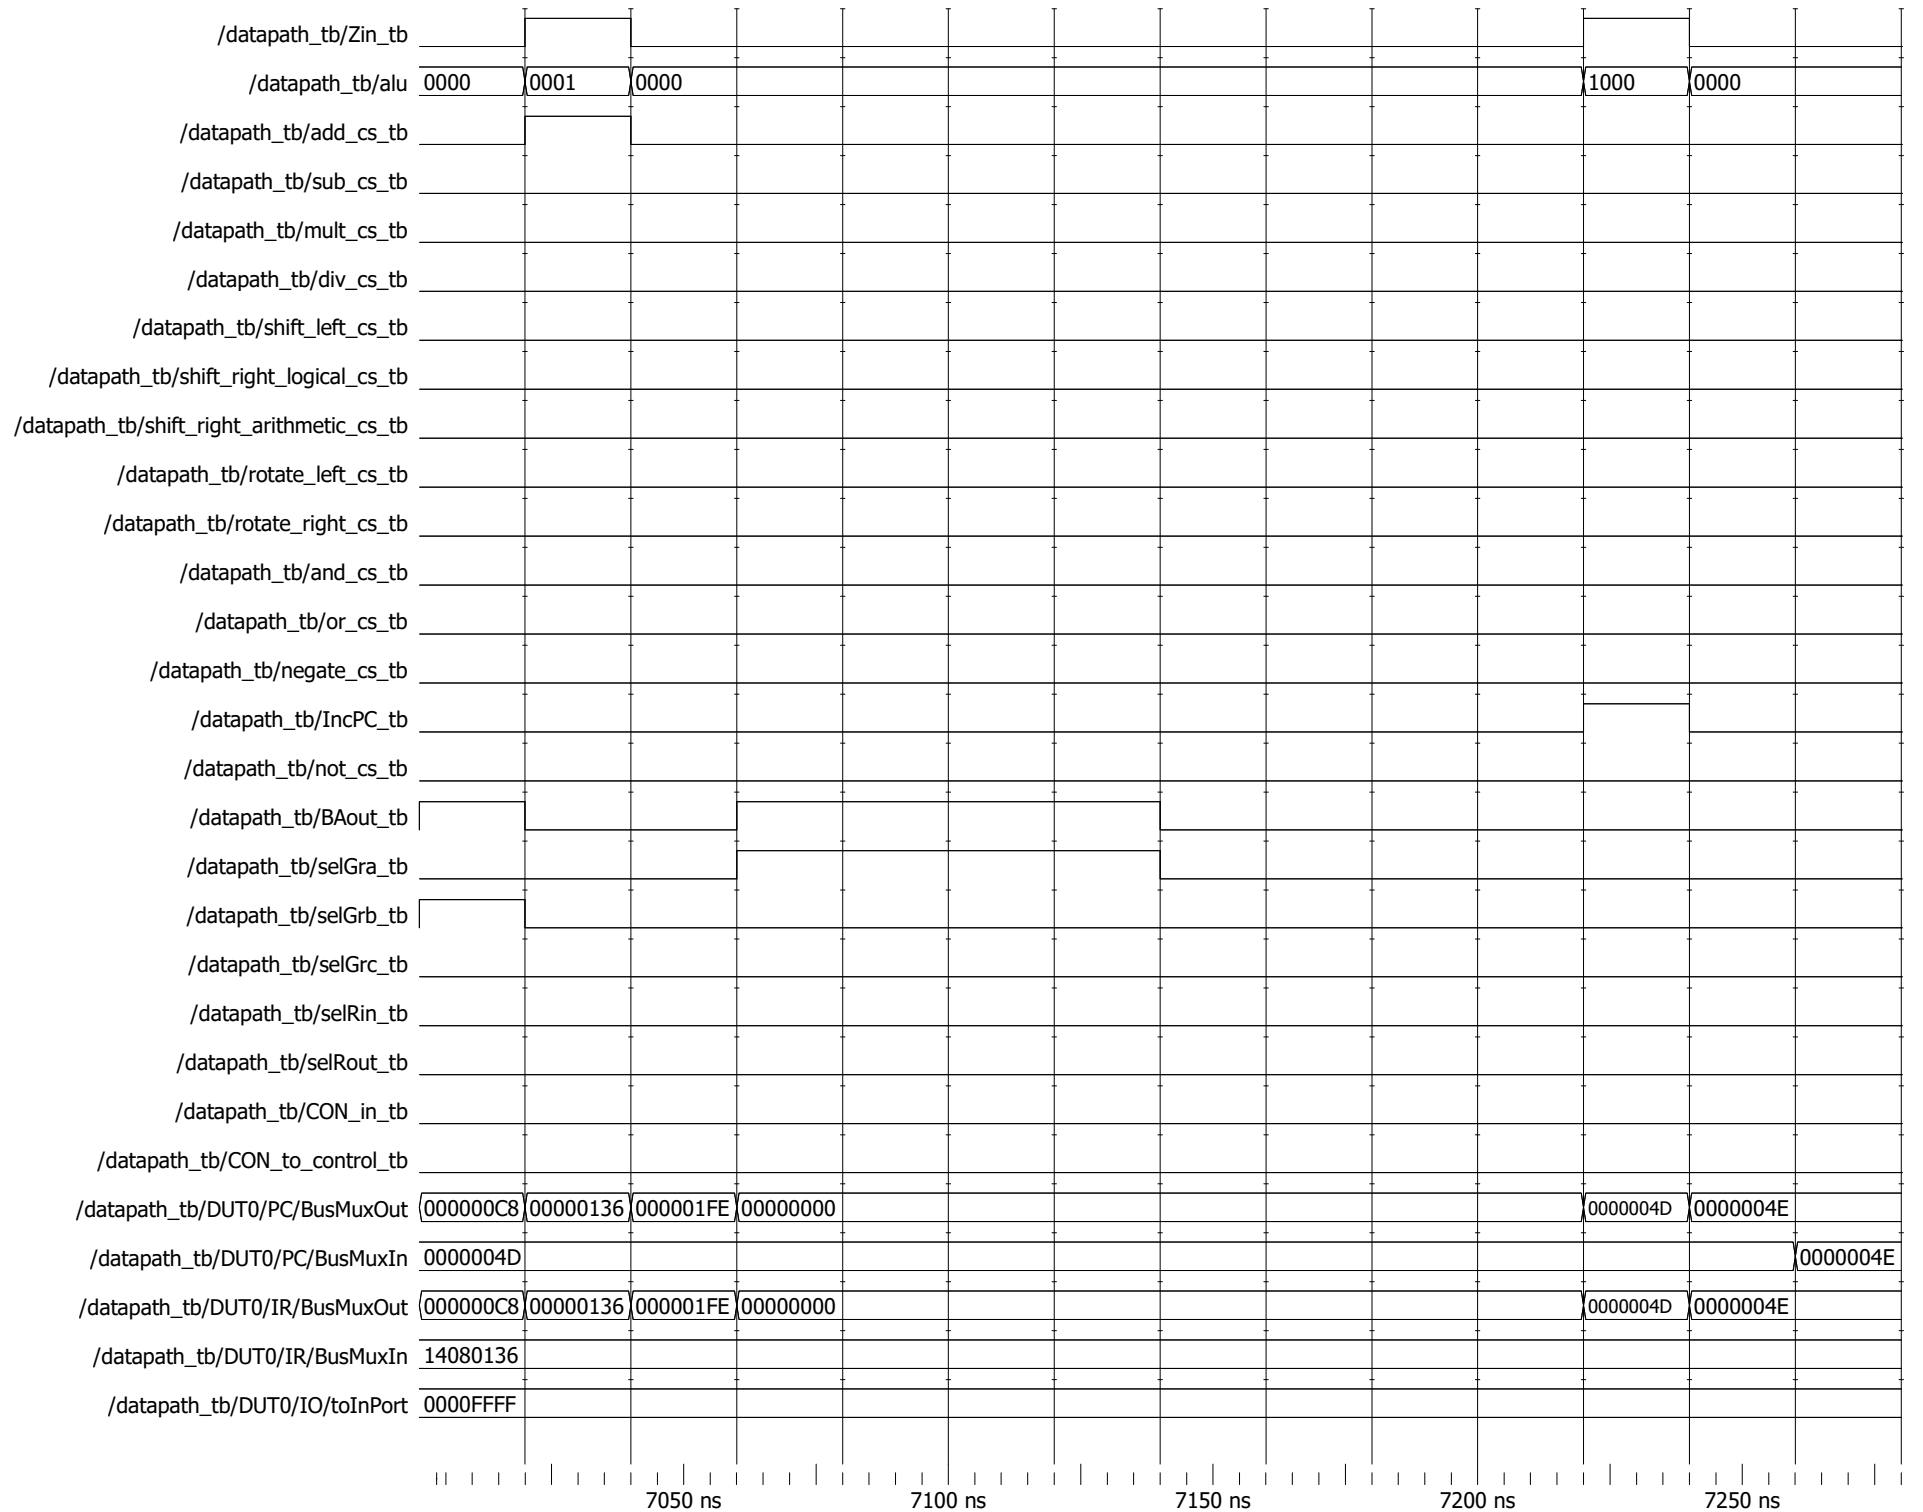 /datapath_tb/Zin_tb
/datapath_tb/alu 0000 0001 0000 1000 0000
/datapath_tb/add_cs_tb
/datapath_tb/sub_cs_tb
/datapath_tb/mult_cs_tb
/datapath_tb/div_cs_tb
/datapath_tb/shift_left_cs_tb
/datapath_tb/shift_right_logical_cs_tb
/datapath_tb/shift_right_arithmetic_cs_tb
/datapath_tb/rotate_left_cs_tb
/datapath_tb/rotate_right_cs_tb
/datapath_tb/and_cs_tb
/datapath_tb/or_cs_tb
/datapath_tb/negate_cs_tb
/datapath_tb/IncPC_tb
/datapath_tb/not_cs_tb
/datapath_tb/BAout_tb
/datapath_tb/selGra_tb
/datapath_tb/selGrb_tb
/datapath_tb/selGrc_tb
/datapath_tb/selRin_tb
/datapath_tb/selRout_tb
/datapath_tb/CON_in_tb
/datapath_tb/CON_to_control_tb
/datapath_tb/DUT0/PC/BusMuxOut 000000C8 00000136 000001FE 00000000 0000004D 0000004E
/datapath_tb/DUT0/PC/BusMuxIn 0000004D 0000004E
/datapath_tb/DUT0/IR/BusMuxOut 000000C8 00000136 000001FE 00000000 0000004D 0000004E
/datapath_tb/DUT0/IR/BusMuxIn 14080136
/datapath_tb/DUT0/IO/toInPort 0000FFFF
7050 ns 7100 ns 7150 ns 7200 ns 7250 ns